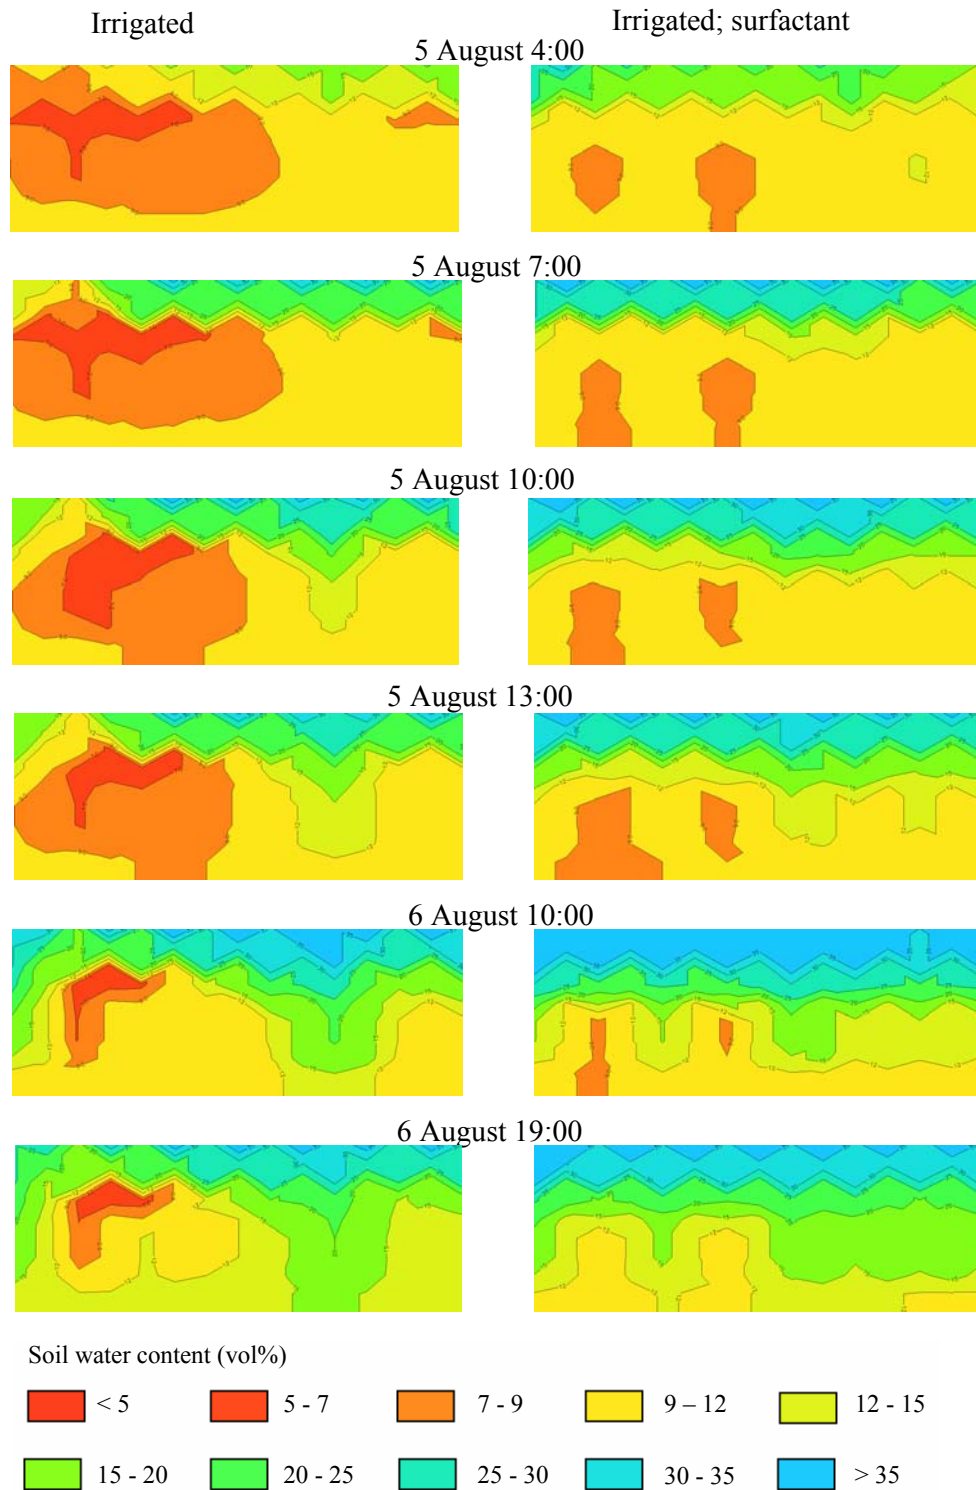 Irrigated
Irrigated; surfactant
5 August 4:00
5 August 7:00
5 August 10:00
5 August 13:00
6 August 10:00
6 August 19:00
Soil water content (vol%)
< 5
5 - 7
7 - 9
9 – 12
12 - 15
15 - 20
20 - 25
25 - 30
30 - 35
> 35